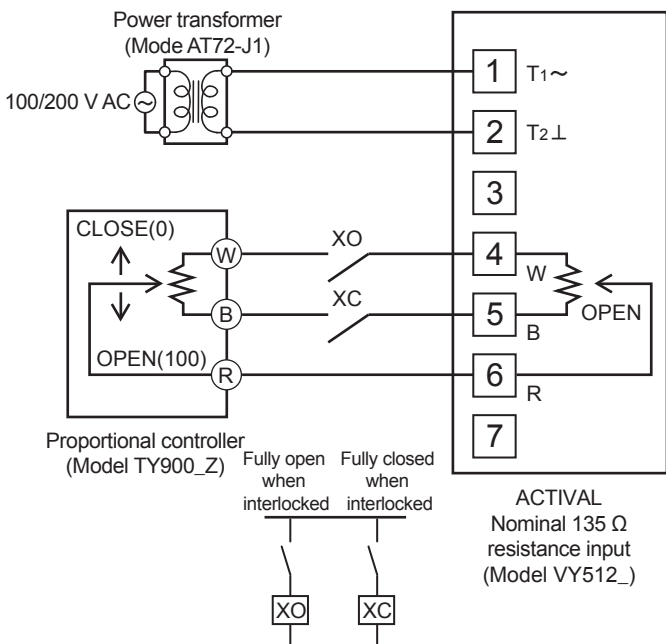 Power transformer
(Mode AT72-J1)
100/200 V AC
1 T1~
2 T2⊥
3
CLOSE(0)
W
XO
4
W
B
XC
5
B
OPEN
OPEN(100)
R
6
R
7
Proportional controller
(Model TY900_Z)
Fully open
when
interlocked
Fully closed
when
interlocked
XO
XC
ACTIVAL
Nominal 135 Ω
resistance input
(Model VY512_)